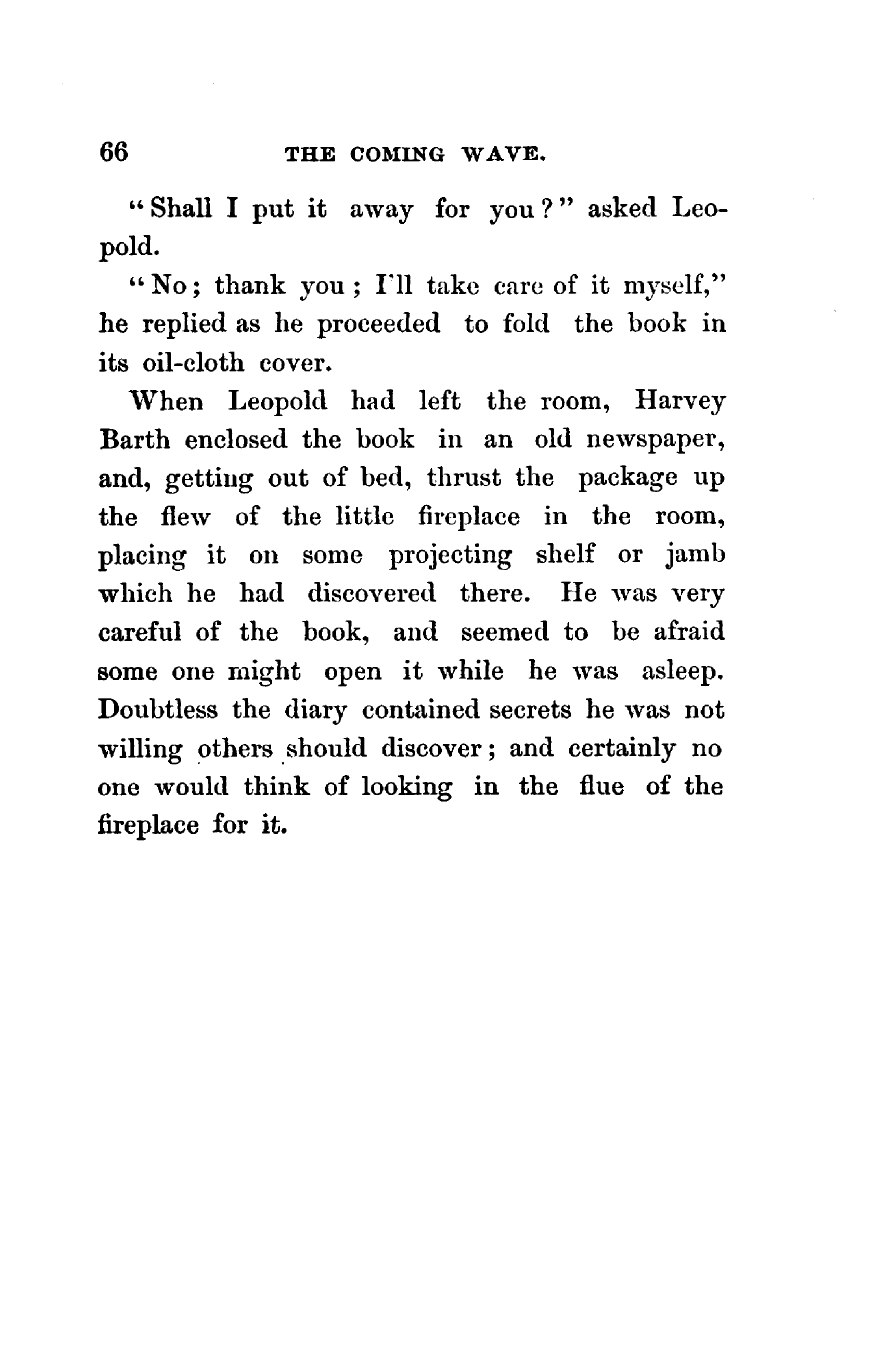 66 THE COMING WAVE.
“Shall I put it away for you?” asked Leo-
pold.
“No; thank you; I'll take care of it myself,”
he replied as he proceeded to fold the book in
its oil-cloth cover.
When Leopold had left the room, Harvey
Barth enclosed the book in an old newspaper,
and, getting out of bed, thrust the package up
the flew of the little fireplace in the room,
placing it on some projecting shelf or jamb
which he had discovered there. He was very
careful of the book, and seemed to be afraid
some one might open it while he was asleep.
Doubtless the diary contained secrets he was not
willing others should discover; and certainly no
one would think of looking in the flue of the
fireplace for it.